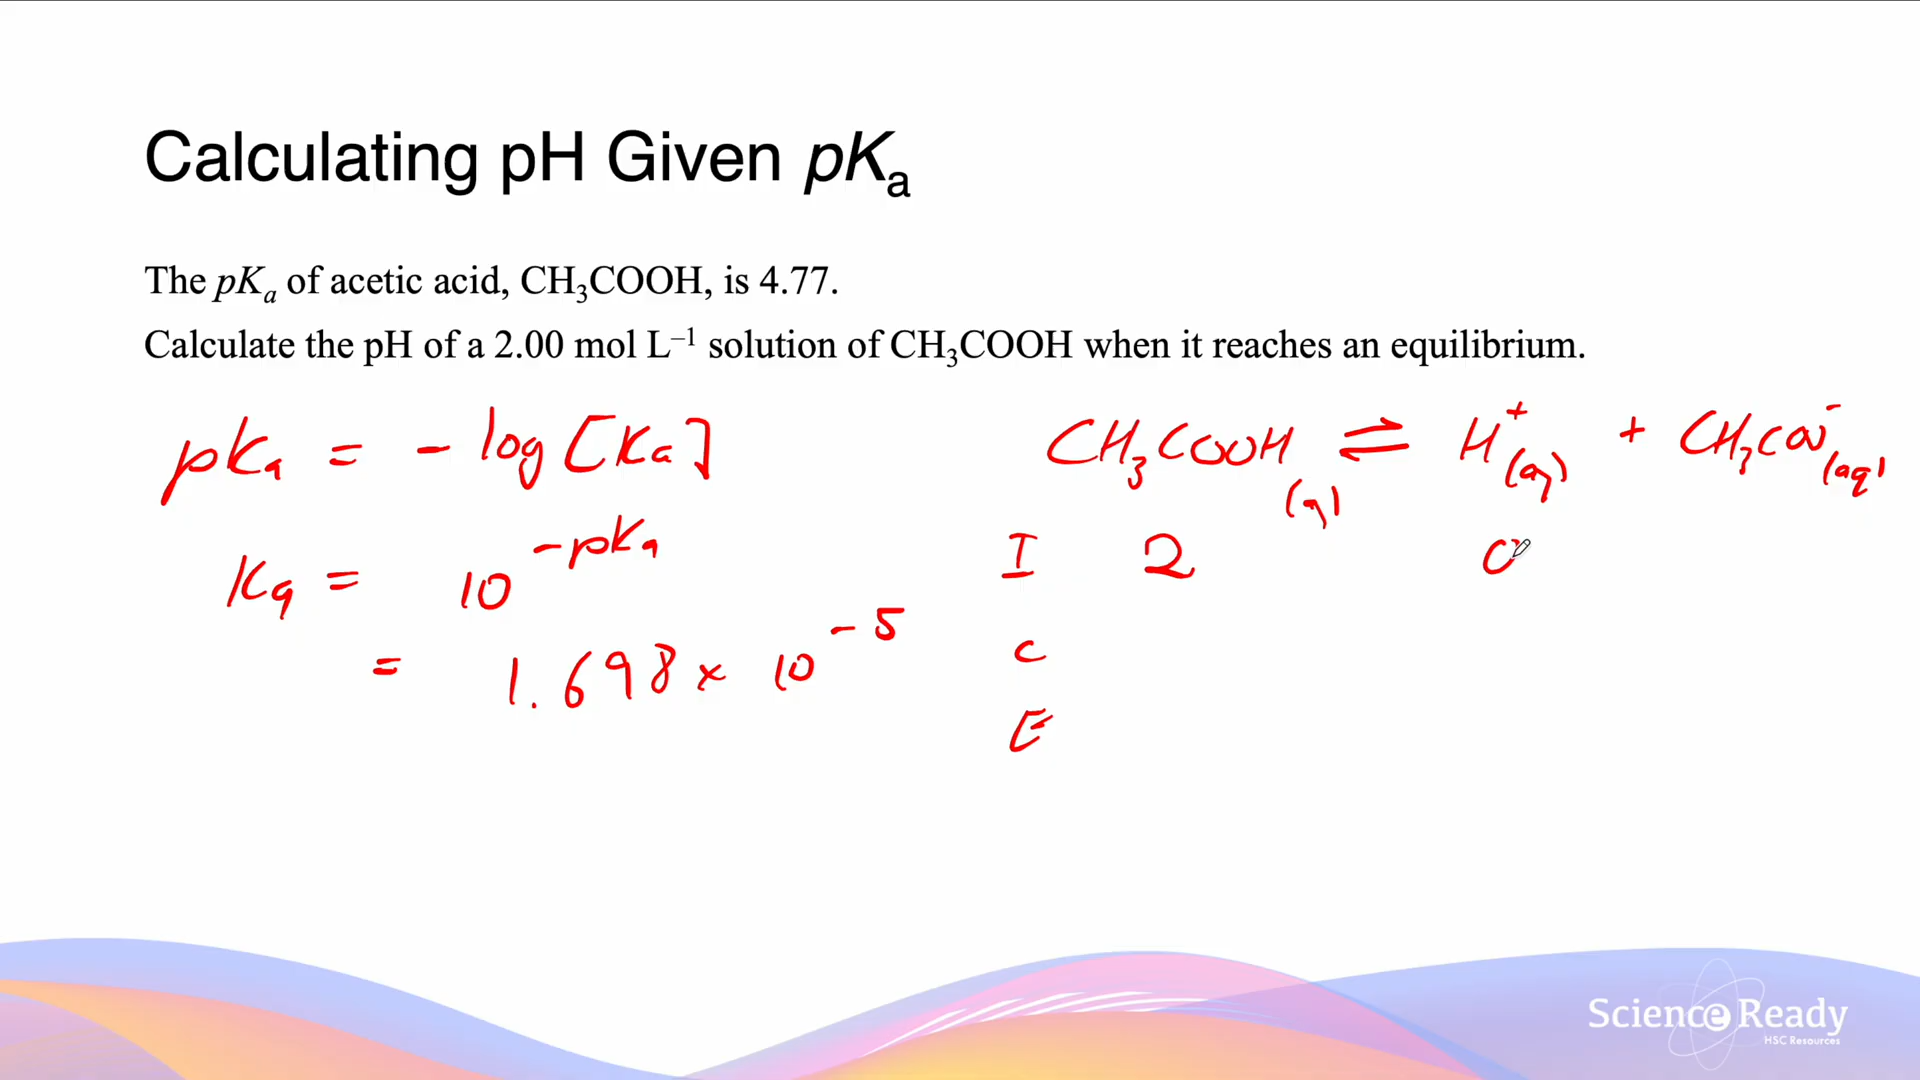 Calculating pH Given pKₐ
The pKₐ of acetic acid, CH₃COOH, is 4.77.
Calculate the pH of a 2.00 mol L⁻¹ solution of CH₃COOH when it reaches an equilibrium.
pKₐ = - log [Kₐ]
Kₐ = 10^(-pKₐ)
= 1.698 x 10⁻⁵
CH₃COOH (aq) ⇌ H⁺ (aq) + CH₃COO⁻ (aq)
I 2 0
C
E
Science Ready
HSC Resources